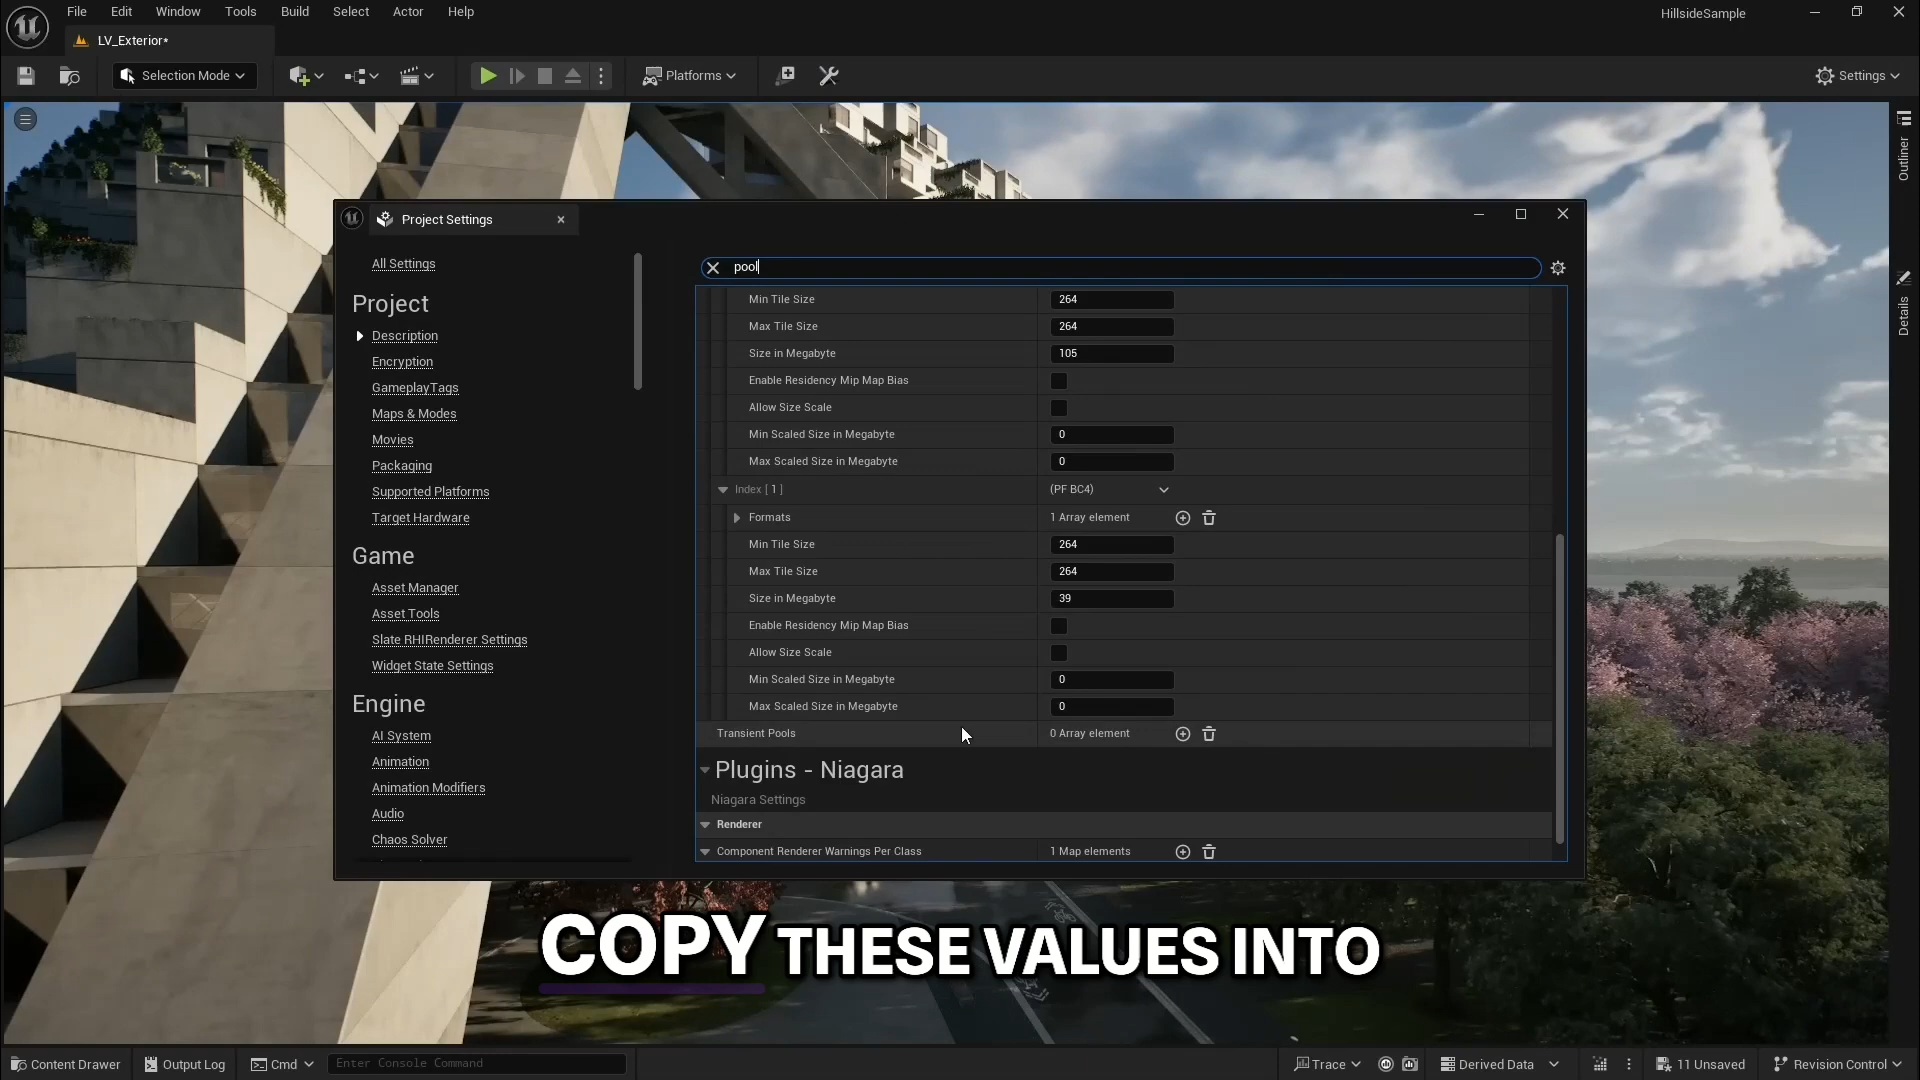 File Edit Window Tools Build Select Actor Help
HillsideSample
LV_Exterior*
Selection Mode
Platforms
Settings
Outliner
Details
Project Settings
All Settings
Project
Description
Encryption
GameplayTags
Maps & Modes
Movies
Packaging
Supported Platforms
Target Hardware
Game
Asset Manager
Asset Tools
Slate RHIRenderer Settings
Widget State Settings
Engine
AI System
Animation
Animation Modifiers
Audio
Chaos Solver
pool
Min Tile Size 264
Max Tile Size 264
Size in Megabyte 105
Enable Residency Mip Map Bias
Allow Size Scale
Min Scaled Size in Megabyte 0
Max Scaled Size in Megabyte 0
Index [ 1 ] (PF BC4)
Formats 1 Array element
Min Tile Size 264
Max Tile Size 264
Size in Megabyte 39
Enable Residency Mip Map Bias
Allow Size Scale
Min Scaled Size in Megabyte 0
Max Scaled Size in Megabyte 0
Transient Pools 0 Array element
Plugins - Niagara
Niagara Settings
Renderer
Component Renderer Warnings Per Class 1 Map elements
COPY THESE VALUES INTO
Content Drawer Output Log Cmd Enter Console Command Trace Derived Data 11 Unsaved Revision Control